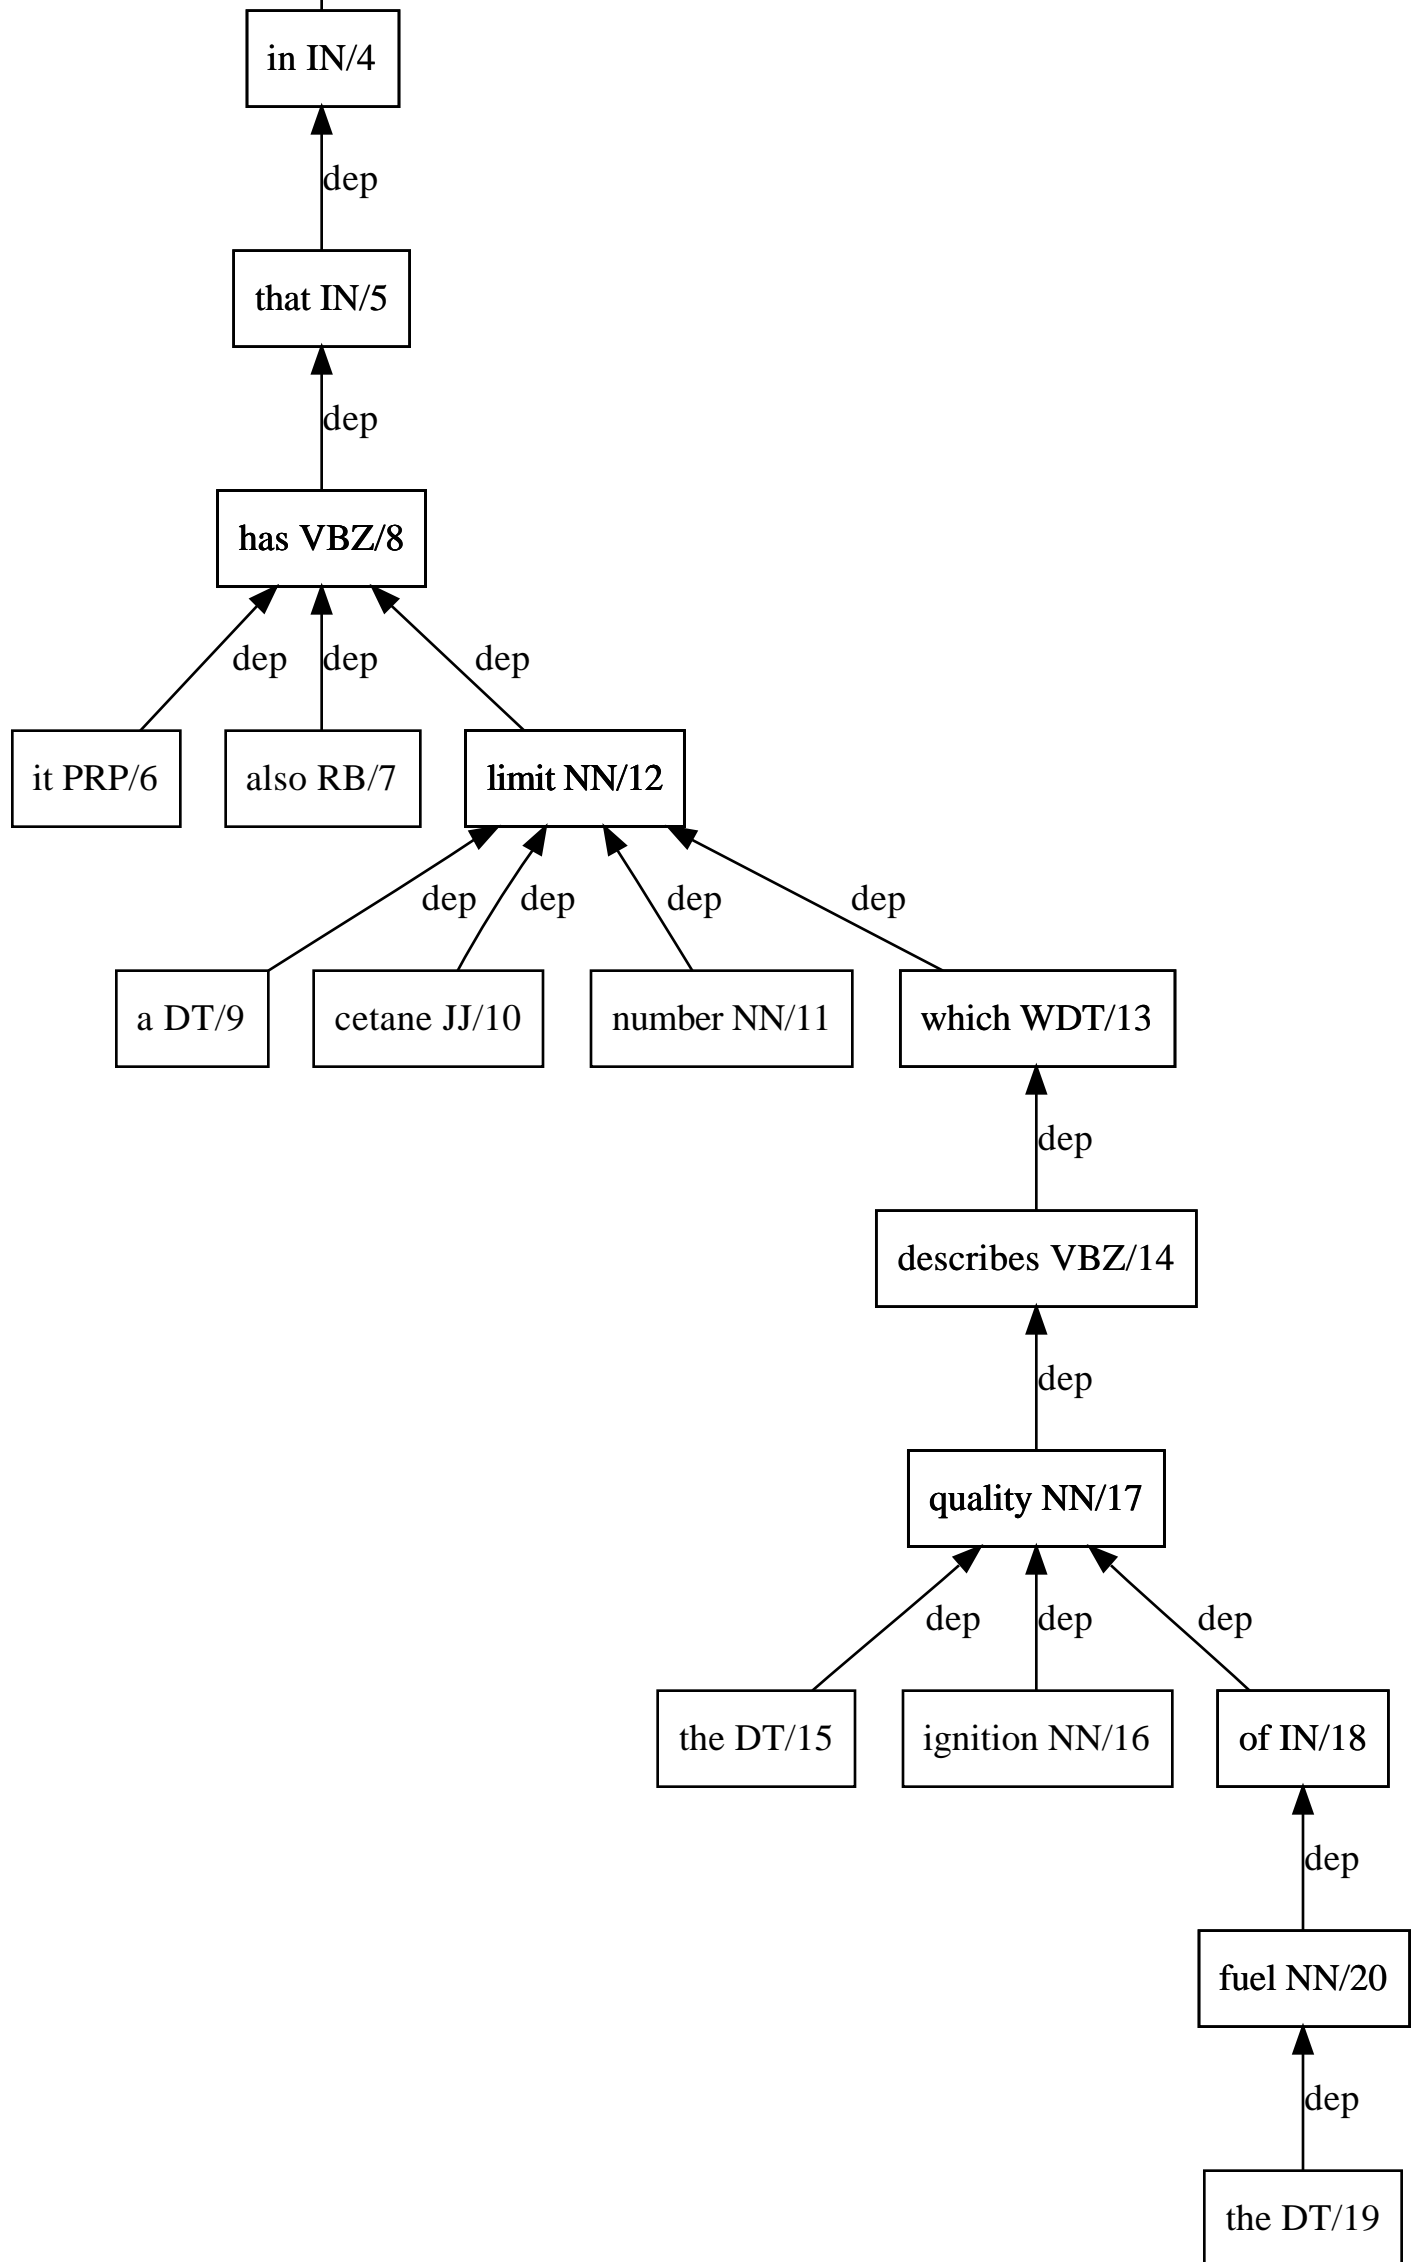 in IN/4
dep
that IN/5
dep
has VBZ/8
dep dep dep
it PRP/6 also RB/7 limit NN/12
dep dep dep dep
a DT/9 cetane JJ/10 number NN/11 which WDT/13
dep
describes VBZ/14
dep
quality NN/17
dep dep dep
the DT/15 ignition NN/16 of IN/18
dep
fuel NN/20
dep
the DT/19